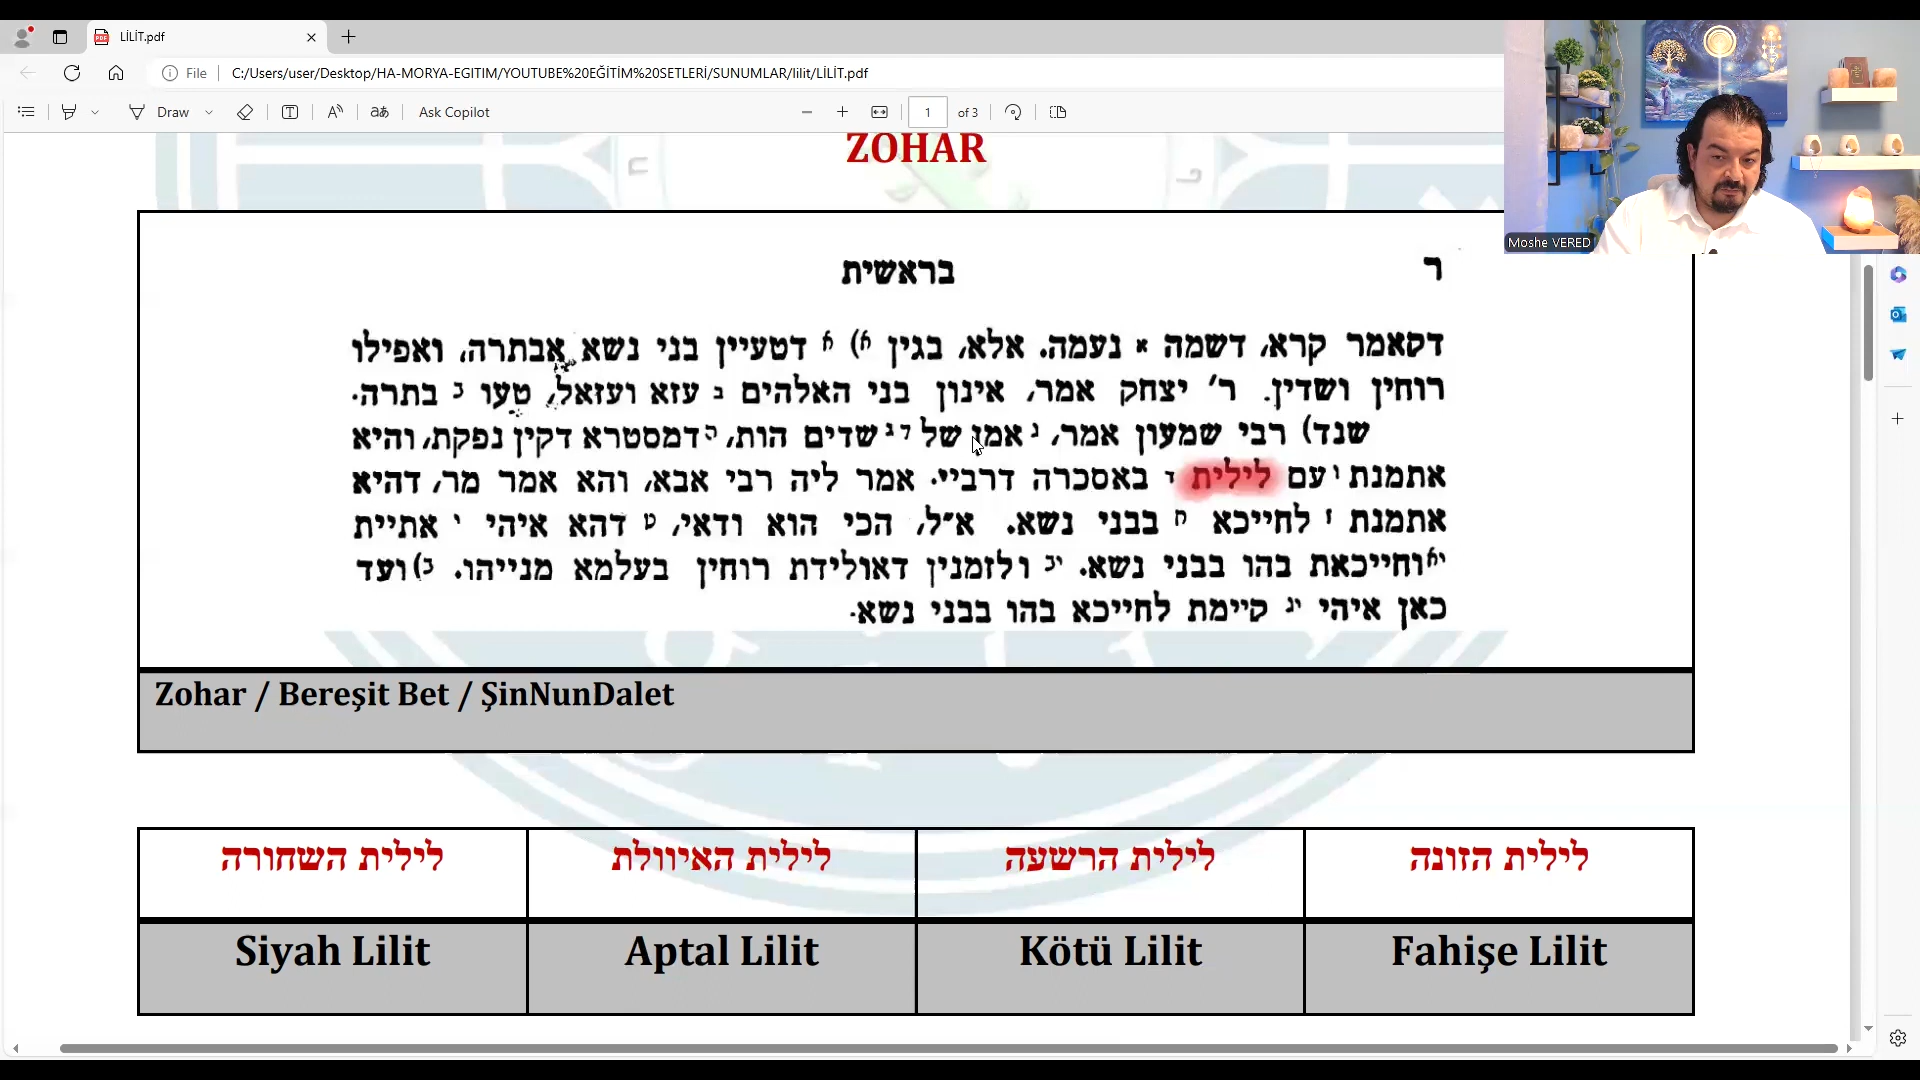 LİLİT.pdf
File
C:/Users/user/Desktop/HA-MORYA-EGITIM/YOUTUBE%20EĞİTİM%20SETLERİ/SUNUMLAR/lilit/LİLİT.pdf
Draw
Ask Copilot
1 of 3
Moshe VERED
ZOHAR
ר
בראשית
דקאמר קרא, דשמה א נעמה. אלא, בגין א) א דטעיין בני נשא אבתרה, ואפילו
רוחין ושדין. ר' יצחק אמר, אינון בני האלהים ב עזא ועזאל, טעו ב בתרה.
שנד) רבי שמעון אמר, ג אמן של שדים הות, ה דמסטרא דקין נפקת, והיא
אתמנת ו עם לילית באסכרה דרביי. אמר ליה רבי אבא, והא אמר מר, דהיא
אתמנת ז לחייכא ח בבני נשא. א״ל, הכי הוא ודאי, ט דהא איהי י אתיית
יא וחייכאת בהו בבני נשא. יב ולזמנין דאולידת רוחין בעלמא מנייהו. ב) ועד
כאן איהי יג קיימת לחייכא בהו בבני נשא.
Zohar / Bereşit Bet / ŞinNunDalet
לילית השחורה
לילית האיוולת
לילית הרשעה
לילית הזונה
Siyah Lilit
Aptal Lilit
Kötü Lilit
Fahişe Lilit